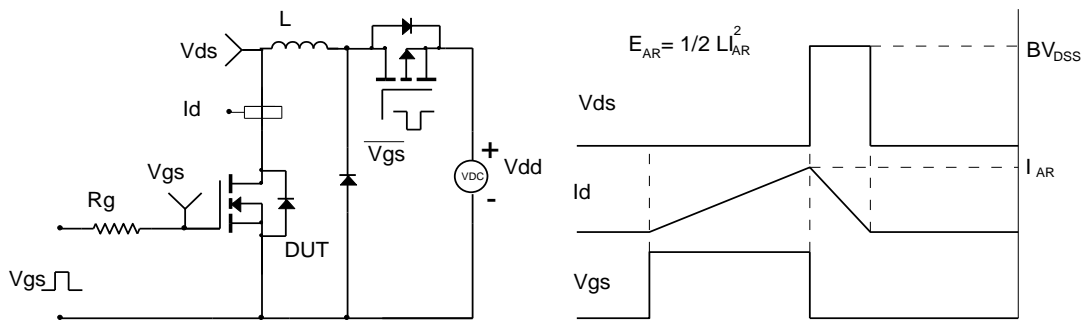 L
Vds
Id
Vgs
Vgs
Rg
DUT
Vgs
+
VDC
Vdd
-
E_AR= 1/2 LI_AR^2
BV_DSS
Vds
I_AR
Id
Vgs